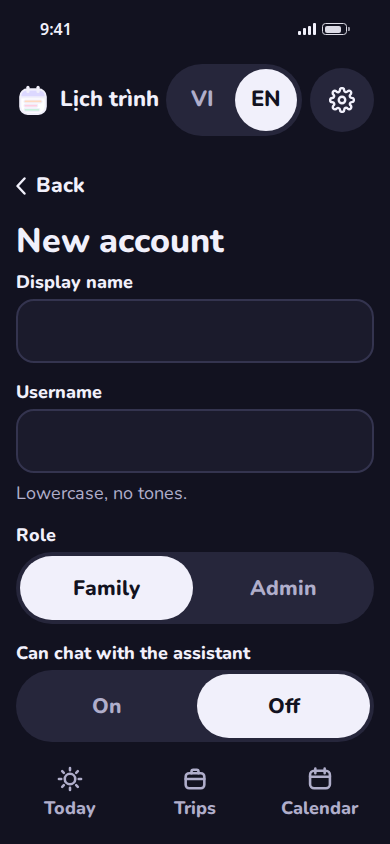 9:41
Lịch trình
VI
EN
Back
New account
Display name
Username
Lowercase, no tones.
Role
Family
Admin
Can chat with the assistant
On
Off
Today
Trips
Calendar